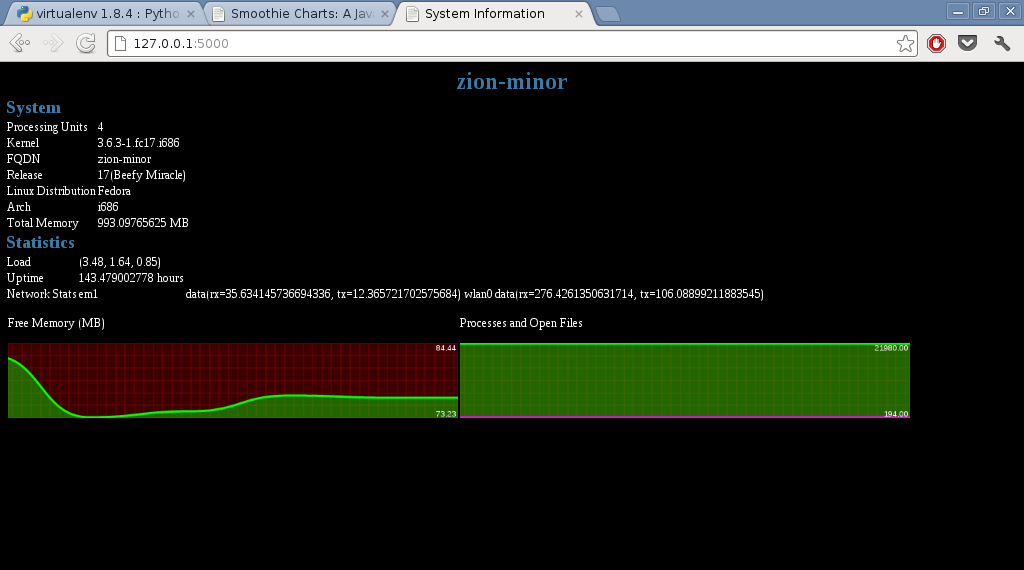 virtualenv 1.8.4 : Pytho
Smoothie Charts: A Jav
System Information
127.0.0.1:5000
zion-minor
System
Processing Units 4
Kernel 3.6.3-1.fc17.i686
FQDN zion-minor
Release 17(Beefy Miracle)
Linux Distribution Fedora
Arch i686
Total Memory 993.09765625 MB
Statistics
Load (3.48, 1.64, 0.85)
Uptime 143.479002778 hours
Network Stats em1 data(rx=35.634145736694336, tx=12.365721702575684) wlan0 data(rx=276.4261350631714, tx=106.08899211883545)
Free Memory (MB) Processes and Open Files
84.44 21980.00
73.23 194.00